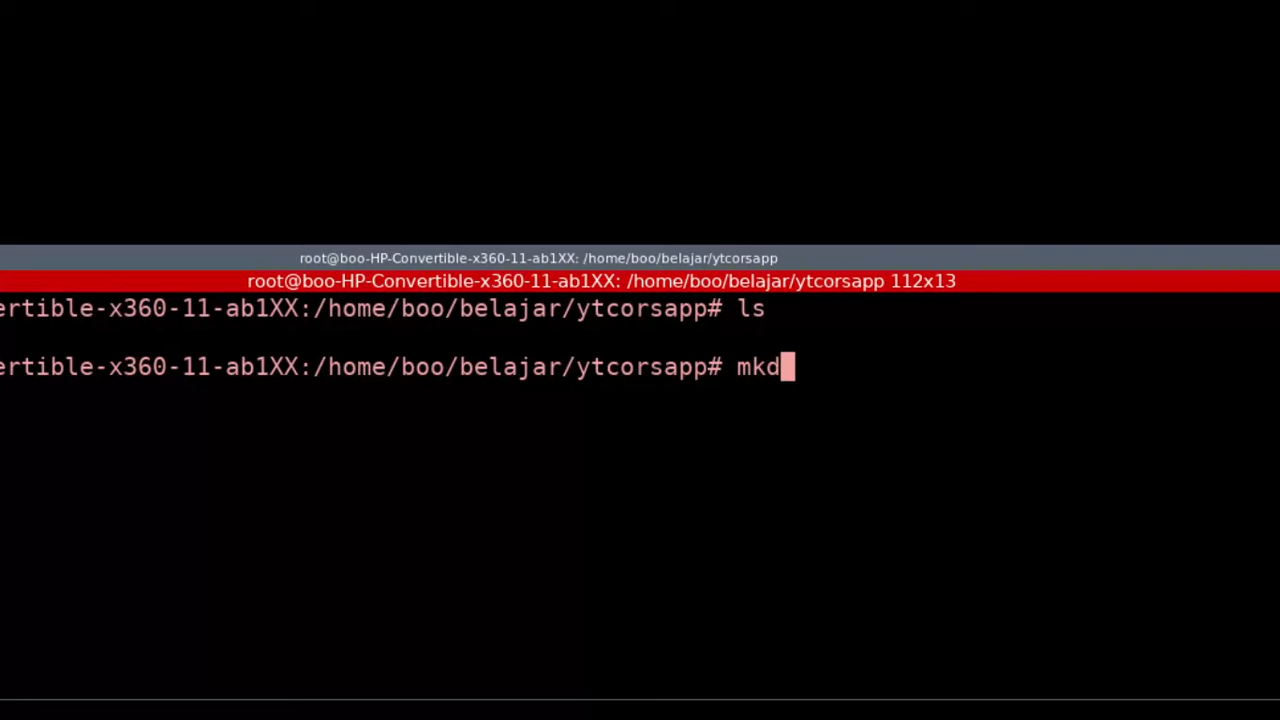 root@boo-HP-Convertible-x360-11-ab1XX: /home/boo/belajar/ytcorsapp
root@boo-HP-Convertible-x360-11-ab1XX: /home/boo/belajar/ytcorsapp 112x13
ertible-x360-11-ab1XX:/home/boo/belajar/ytcorsapp# ls
ertible-x360-11-ab1XX:/home/boo/belajar/ytcorsapp# mkd